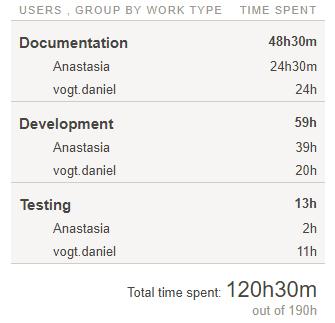 USERS , GROUP BY WORK TYPE TIME SPENT
Documentation 48h30m
Anastasia 24h30m
vogt.daniel 24h
Development 59h
Anastasia 39h
vogt.daniel 20h
Testing 13h
Anastasia 2h
vogt.daniel 11h
Total time spent: 120h30m
out of 190h